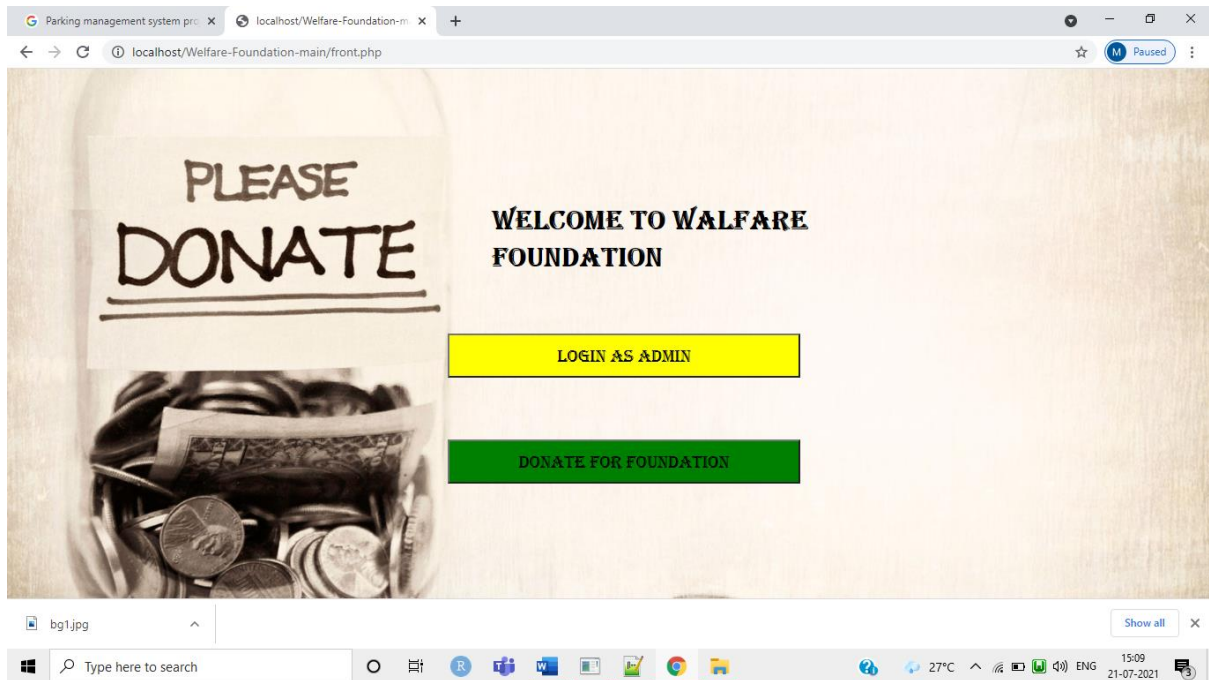 Parking management system pro
localhost/Welfare-Foundation-m
localhost/Welfare-Foundation-main/front.php
M Paused
PLEASE
DONATE
WELCOME TO WALFARE
FOUNDATION
LOGIN AS ADMIN
DONATE FOR FOUNDATION
bg1.jpg
Show all
Type here to search
27°C
ENG
15:09
21-07-2021
3